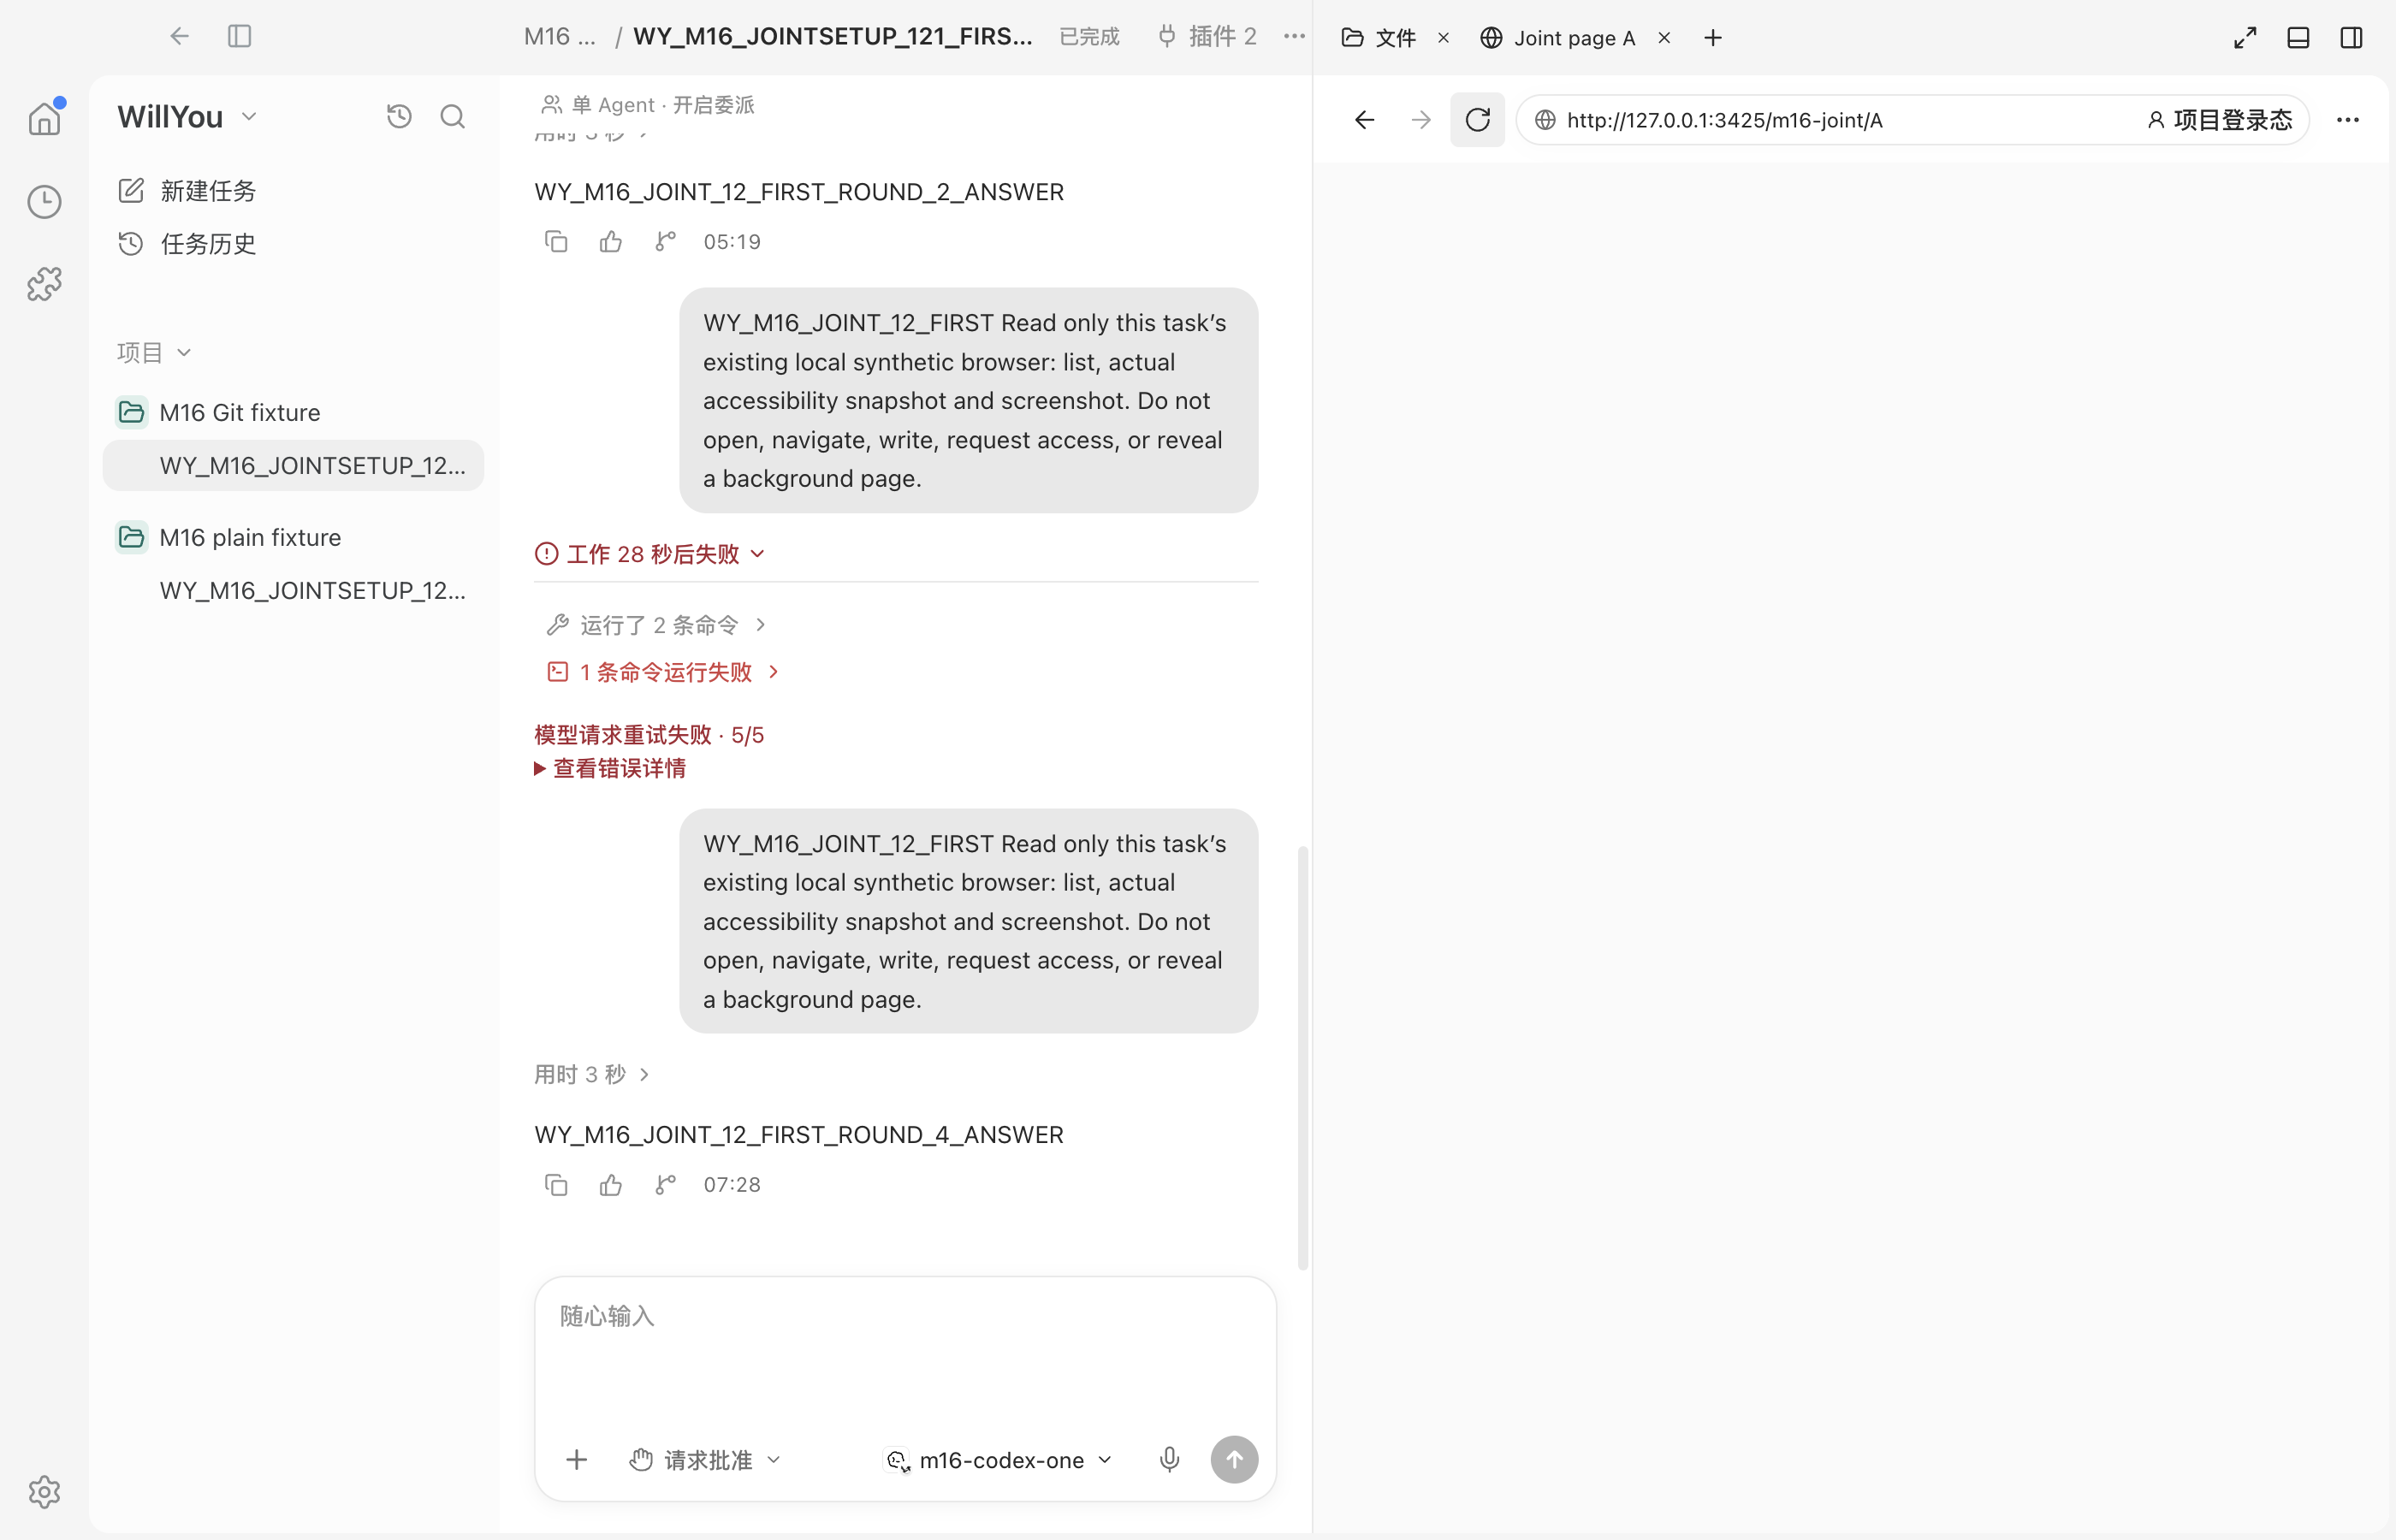 M16 ... / WY_M16_JOINTSETUP_121_FIRS... 已完成 插件 2
文件
Joint page A
WillYou
新建任务
任务历史
项目
M16 Git fixture
WY_M16_JOINTSETUP_12...
M16 plain fixture
WY_M16_JOINTSETUP_12...
单 Agent · 开启委派
WY_M16_JOINT_12_FIRST_ROUND_2_ANSWER
05:19
WY_M16_JOINT_12_FIRST Read only this task’s
existing local synthetic browser: list, actual
accessibility snapshot and screenshot. Do not
open, navigate, write, request access, or reveal
a background page.
工作 28 秒后失败
运行了 2 条命令
1 条命令运行失败
模型请求重试失败 · 5/5
查看错误详情
WY_M16_JOINT_12_FIRST Read only this task’s
existing local synthetic browser: list, actual
accessibility snapshot and screenshot. Do not
open, navigate, write, request access, or reveal
a background page.
用时 3 秒
WY_M16_JOINT_12_FIRST_ROUND_4_ANSWER
07:28
随心输入
请求批准
m16-codex-one
http://127.0.0.1:3425/m16-joint/A
项目登录态